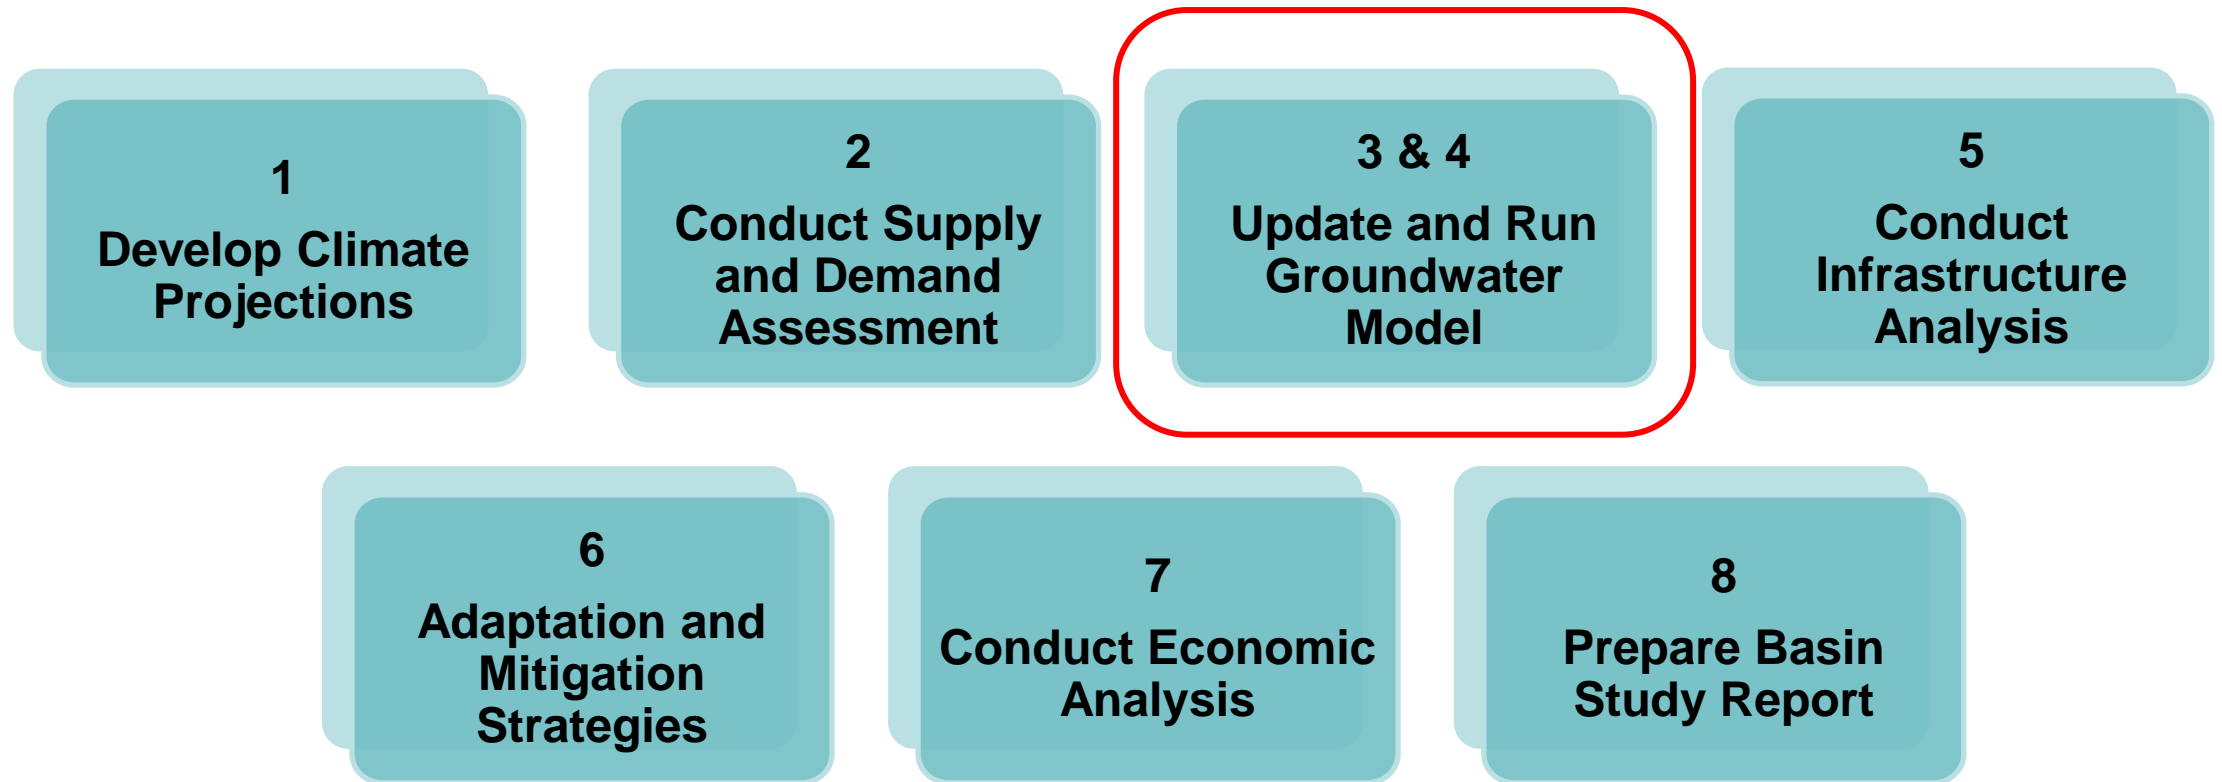 1
Develop Climate
Projections
2
Conduct Supply
and Demand
Assessment
3 & 4
Update and Run
Groundwater
Model
5
Conduct
Infrastructure
Analysis
6
Adaptation and
Mitigation
Strategies
7
Conduct Economic
Analysis
8
Prepare Basin
Study Report